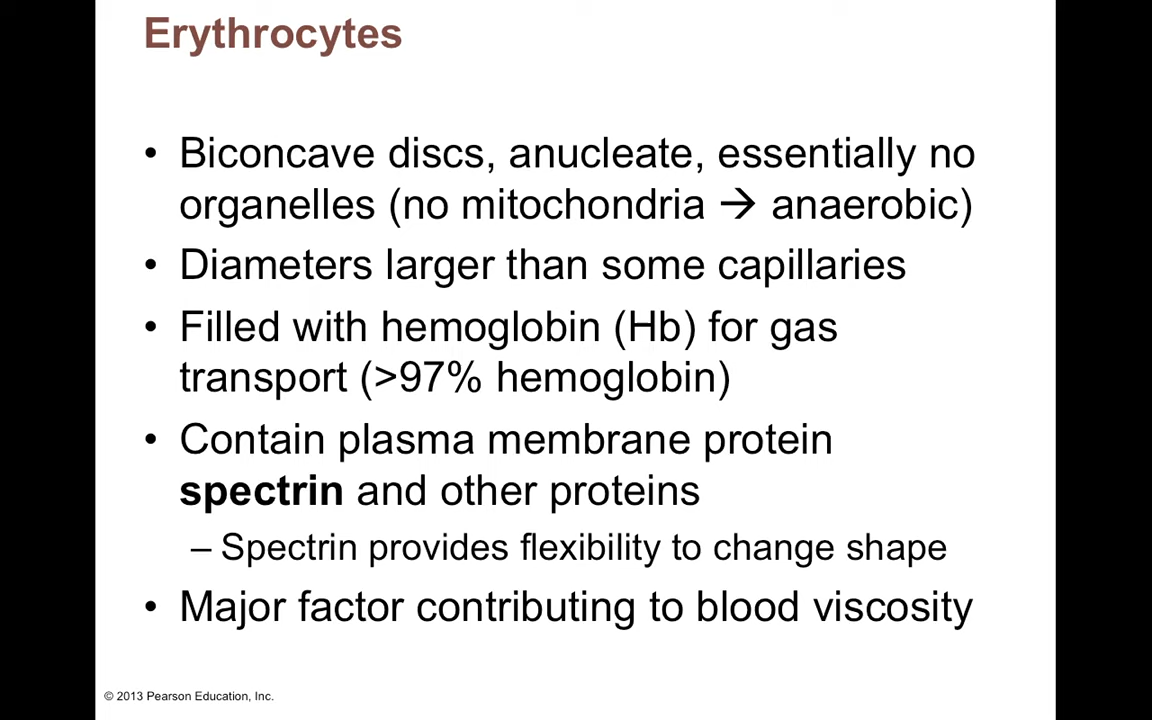 Erythrocytes
• Biconcave discs, anucleate, essentially no
organelles (no mitochondria → anaerobic)
• Diameters larger than some capillaries
• Filled with hemoglobin (Hb) for gas
transport (>97% hemoglobin)
• Contain plasma membrane protein
spectrin and other proteins
– Spectrin provides flexibility to change shape
• Major factor contributing to blood viscosity
© 2013 Pearson Education, Inc.